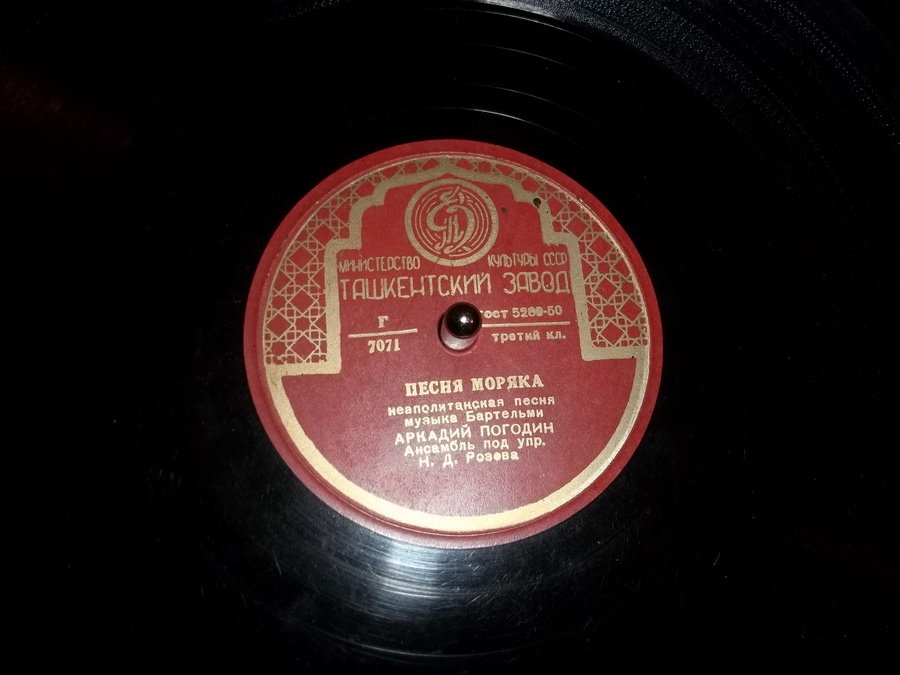 МИНИСТЕРСТВО КУЛЬТУРЫ СССР
ТАШКЕНТСКИЙ ЗАВОД
Г
7071
ГОСТ 5289-50
третий кл.
ПЕСНЯ МОРЯКА
неаполитанская песня
музыка Бартельми
АРКАДИЙ ПОГОДИН
Ансамбль под упр.
Н. Д. Розова